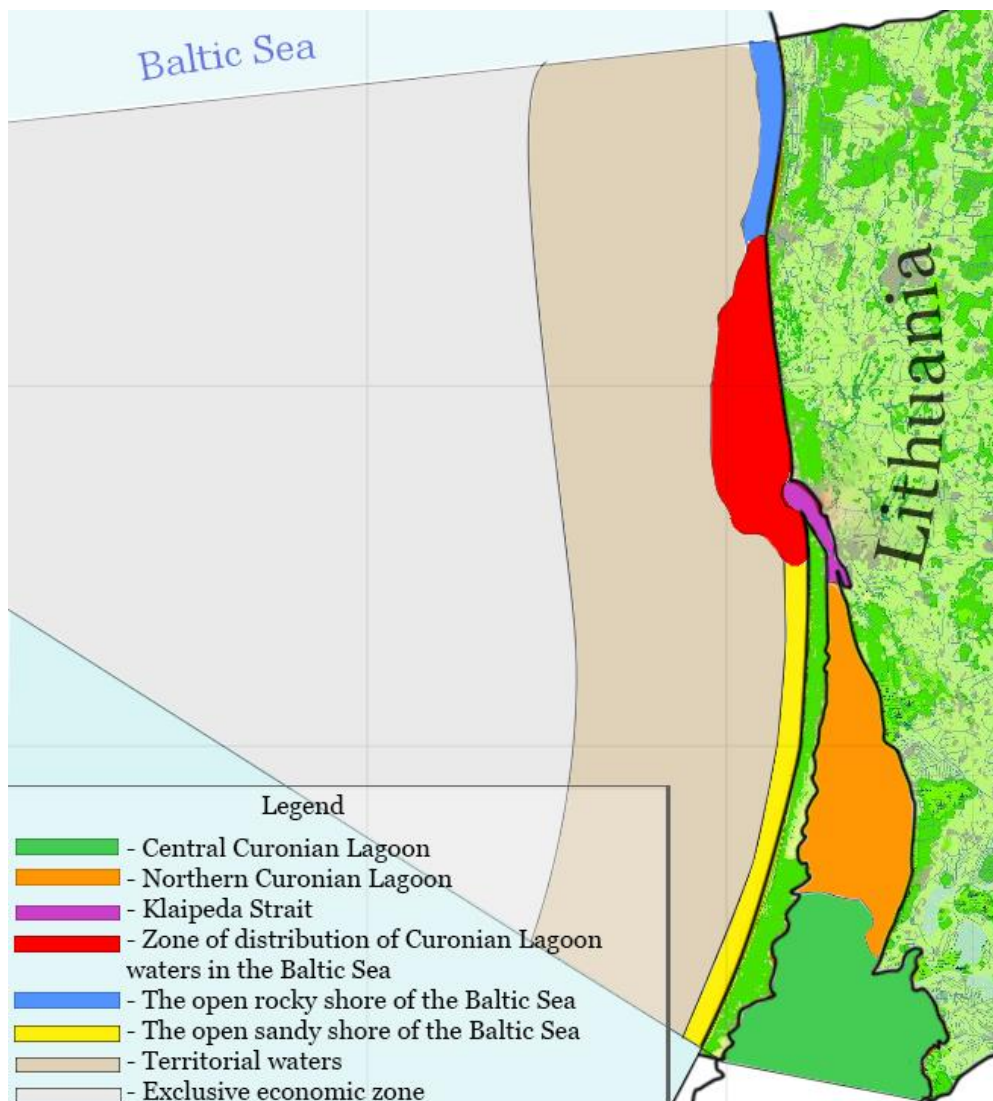 Baltic Sea
Lithuania
Legend
- Central Curonian Lagoon
- Northern Curonian Lagoon
- Klaipeda Strait
- Zone of distribution of Curonian Lagoon
waters in the Baltic Sea
- The open rocky shore of the Baltic Sea
- The open sandy shore of the Baltic Sea
- Territorial waters
- Exclusive economic zone